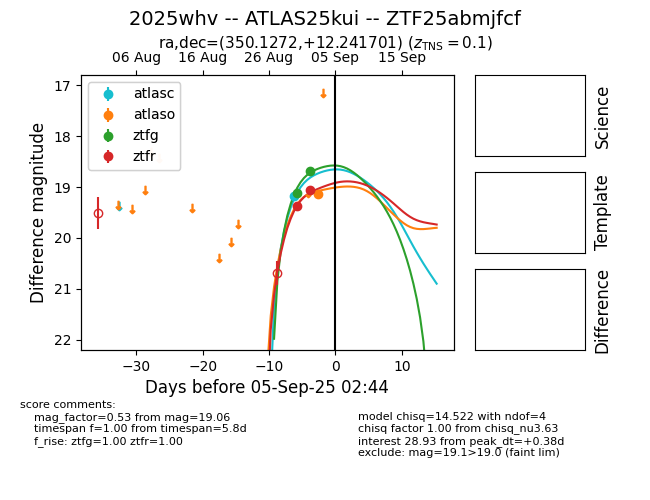 2025whv -- ATLAS25kui -- ZTF25abmjfcf
ra,dec=(350.1272,+12.241701) (z_TNS = 0.1)
06 Aug 16 Aug 26 Aug 05 Sep 15 Sep
17
18
19
20
21
22
Difference magnitude
atlasc
atlaso
ztfg
ztfr
−30 −20 −10 0 10
Days before 05-Sep-25 02:44
Science
Template
Difference
score comments:
mag_factor=0.53 from mag=19.06
timespan f=1.00 from timespan=5.8d
f_rise: ztfg=1.00 ztfr=1.00
model chisq=14.522 with ndof=4
chisq factor 1.00 from chisq_nu3.63
interest 28.93 from peak_dt=+0.38d
exclude: mag=19.1>19.0 (faint lim)